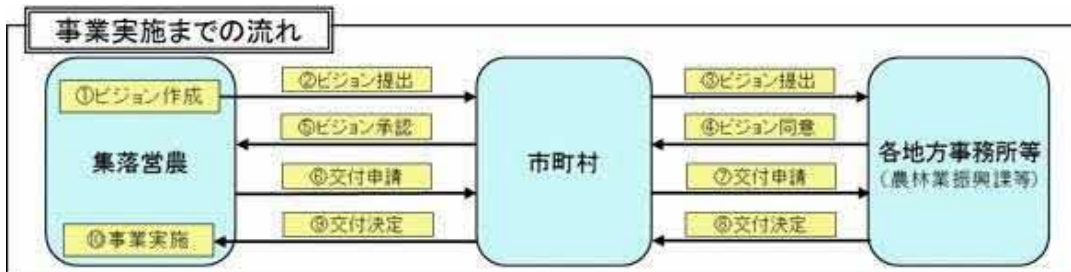 事業実施までの流れ
①ビジョン作成
②ビジョン提出
③ビジョン提出
⑤ビジョン承認
④ビジョン同意
集落営農
市町村
各地方事務所等
(農林業振興課等)
⑥交付申請
⑦交付申請
⑨交付決定
⑧交付決定
⑩事業実施